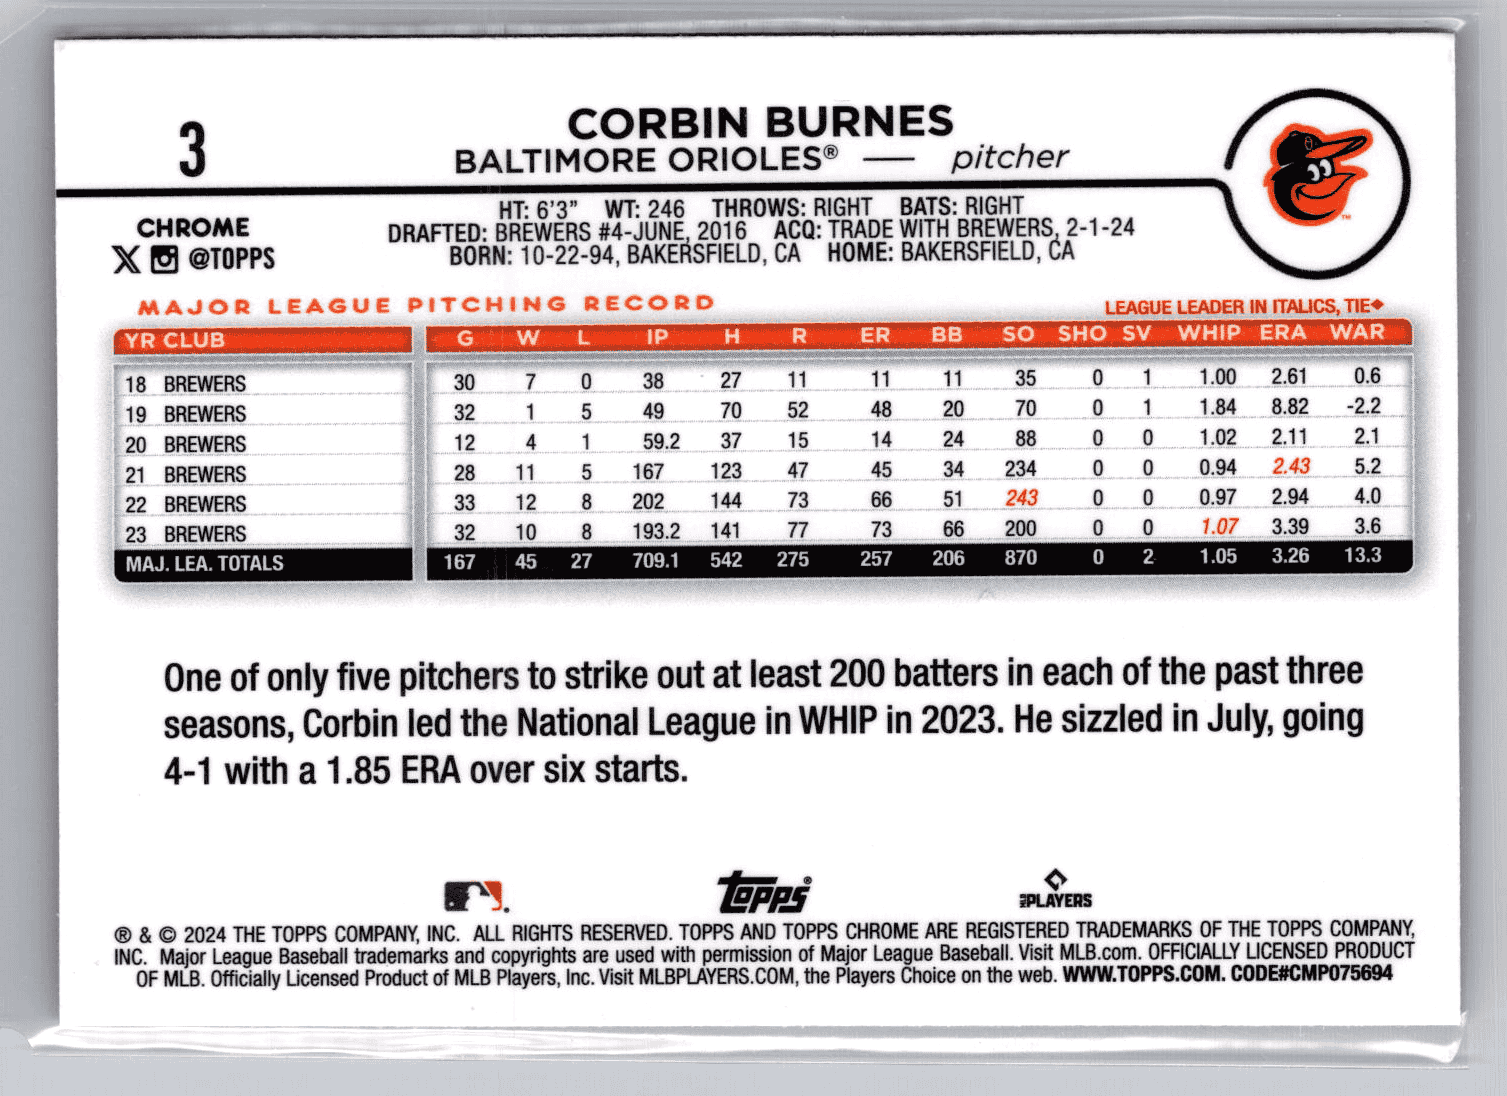 3
CORBIN BURNES
BALTIMORE ORIOLES® — pitcher
CHROME
@TOPPS
HT: 6'3” WT: 246 THROWS: RIGHT BATS: RIGHT
DRAFTED: BREWERS #4-JUNE, 2016 ACQ: TRADE WITH BREWERS, 2-1-24
BORN: 10-22-94, BAKERSFIELD, CA HOME: BAKERSFIELD, CA
MAJOR LEAGUE PITCHING RECORD LEAGUE LEADER IN ITALICS, TIE◆
YR CLUB G W L IP H R ER BB SO SHO SV WHIP ERA WAR
18 BREWERS 30 7 0 38 27 11 11 11 35 0 1 1.00 2.61 0.6
19 BREWERS 32 1 5 49 70 52 48 20 70 0 1 1.84 8.82 -2.2
20 BREWERS 12 4 1 59.2 37 15 14 24 88 0 0 1.02 2.11 2.1
21 BREWERS 28 11 5 167 123 47 45 34 234 0 0 0.94 2.43 5.2
22 BREWERS 33 12 8 202 144 73 66 51 243 0 0 0.97 2.94 4.0
23 BREWERS 32 10 8 193.2 141 77 73 66 200 0 0 1.07 3.39 3.6
MAJ. LEA. TOTALS 167 45 27 709.1 542 275 257 206 870 0 2 1.05 3.26 13.3
One of only five pitchers to strike out at least 200 batters in each of the past three
seasons, Corbin led the National League in WHIP in 2023. He sizzled in July, going
4-1 with a 1.85 ERA over six starts.
Topps® MLBPLAYERS
® & © 2024 THE TOPPS COMPANY, INC. ALL RIGHTS RESERVED. TOPPS AND TOPPS CHROME ARE REGISTERED TRADEMARKS OF THE TOPPS COMPANY,
INC. Major League Baseball trademarks and copyrights are used with permission of Major League Baseball. Visit MLB.com. OFFICIALLY LICENSED PRODUCT
OF MLB. Officially Licensed Product of MLB Players, Inc. Visit MLBPLAYERS.COM, the Players Choice on the web. WWW.TOPPS.COM. CODE#CMP075694